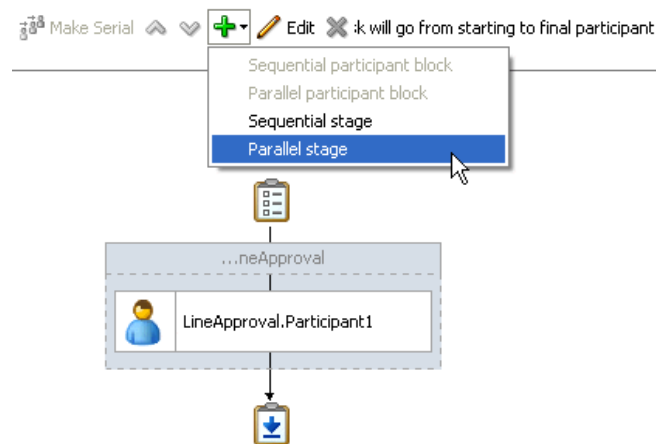 Make Serial Edit :k will go from starting to final participant
Sequential participant block
Parallel participant block
Sequential stage
Parallel stage
...neApproval
LineApproval.Participant1